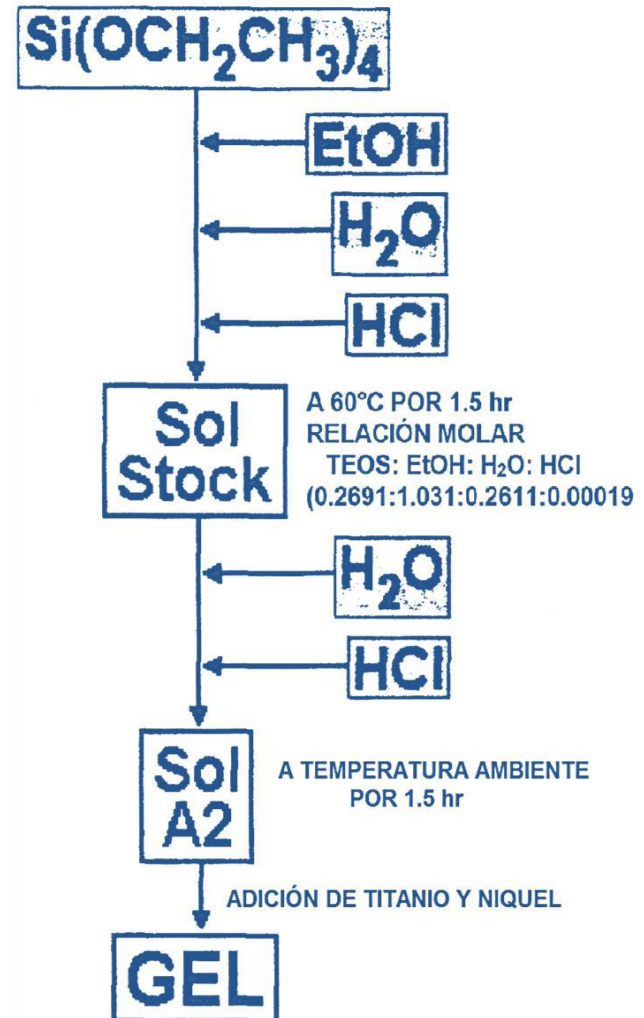 Si(OCH₂CH₃)₄
EtOH
H₂O
HCl
Sol
Stock
A 60°C POR 1.5 hr
RELACIÓN MOLAR
TEOS: EtOH: H₂O: HCl
(0.2691:1.031:0.2611:0.00019
H₂O
HCl
Sol
A2
A TEMPERATURA AMBIENTE
POR 1.5 hr
ADICIÓN DE TITANIO Y NIQUEL
GEL